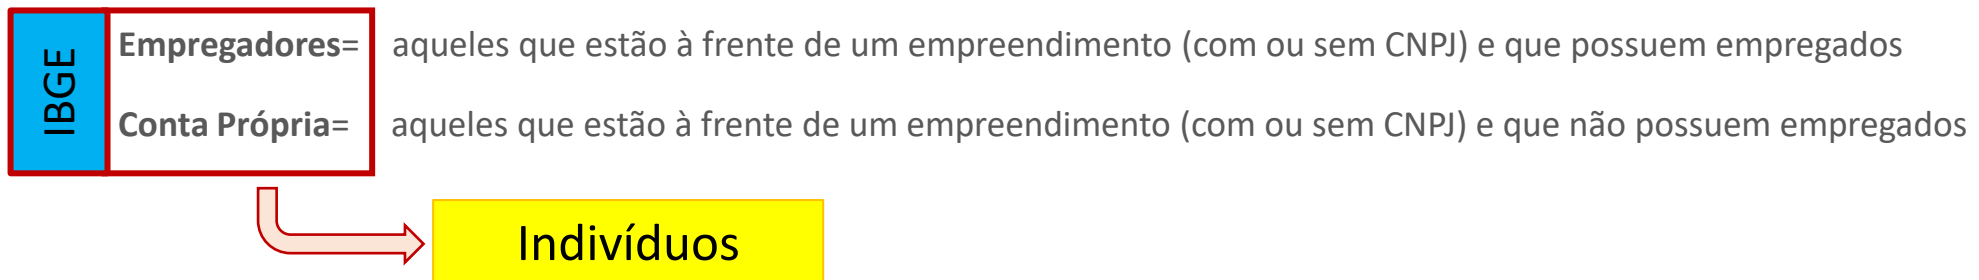 IBGE
Empregadores= aqueles que estão à frente de um empreendimento (com ou sem CNPJ) e que possuem empregados
Conta Própria= aqueles que estão à frente de um empreendimento (com ou sem CNPJ) e que não possuem empregados
Indivíduos